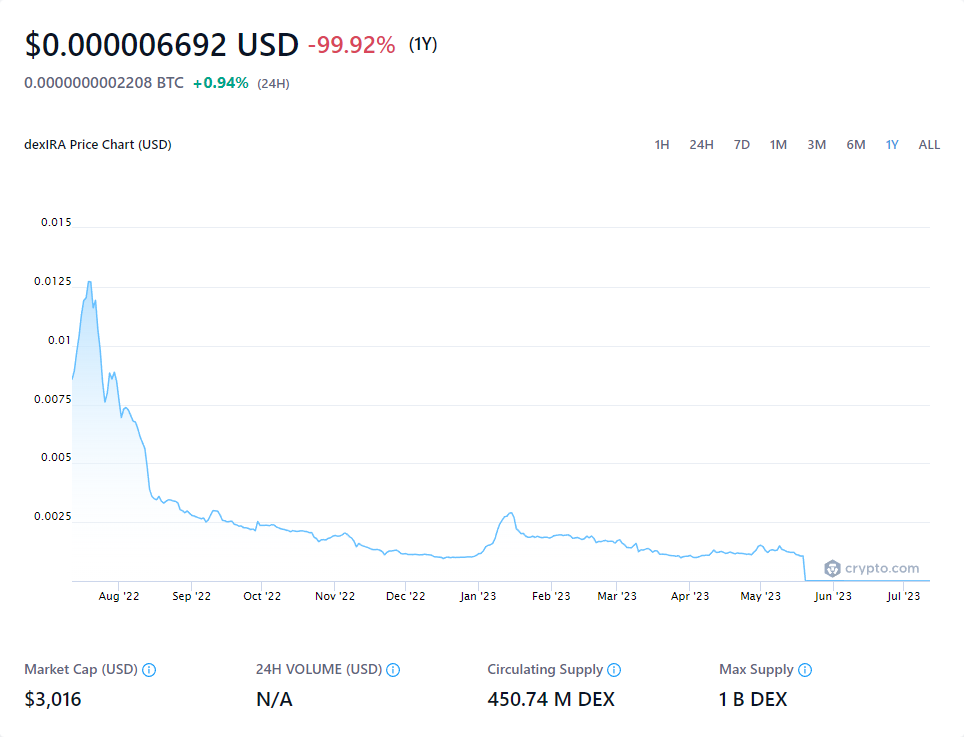 $0.000006692 USD -99.92% (1Y)
0.0000000002208 BTC +0.94% (24H)
dexIRA Price Chart (USD) 1H 24H 7D 1M 3M 6M 1Y ALL
0.015
0.0125
0.01
0.0075
0.005
0.0025
crypto.com
Aug '22 Sep '22 Oct '22 Nov '22 Dec '22 Jan '23 Feb '23 Mar '23 Apr '23 May '23 Jun '23 Jul '23
Market Cap (USD) 24H VOLUME (USD) Circulating Supply Max Supply
$3,016 N/A 450.74 M DEX 1 B DEX